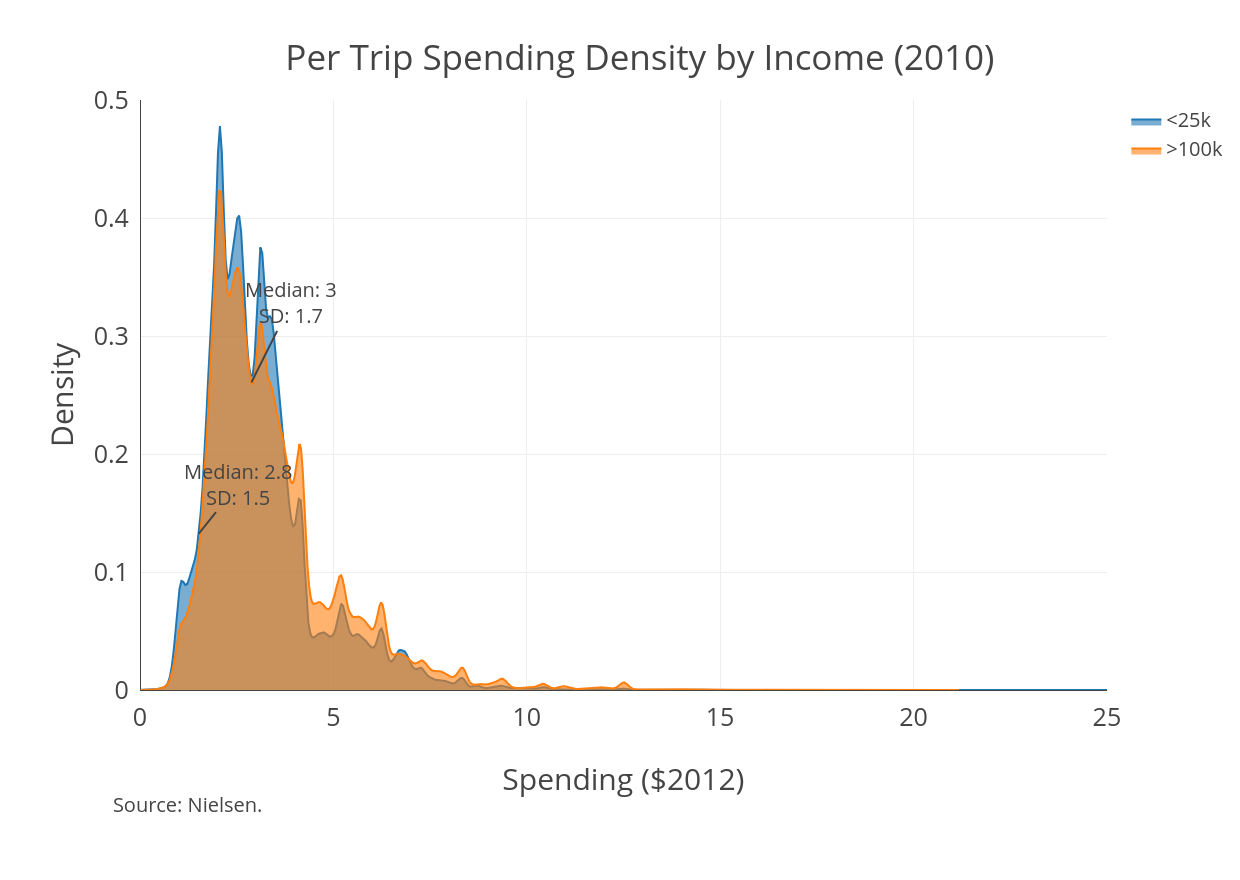 Per Trip Spending Density by Income (2010)
<25k
>100k
0.5
0.4
0.3
0.2
0.1
0
Density
Median: 3
SD: 1.7
Median: 2.8
SD: 1.5
0
5
10
15
20
25
Spending ($2012)
Source: Nielsen.